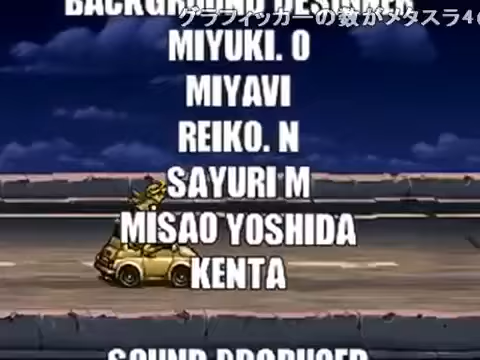 BACKGROUND DESIGNER
グラフィッカーの数がメタスラ4の
MIYUKI. O
MIYAVI
REIKO. N
SAYURI M
MISAO YOSHIDA
KENTA
SOUND PRODUCER